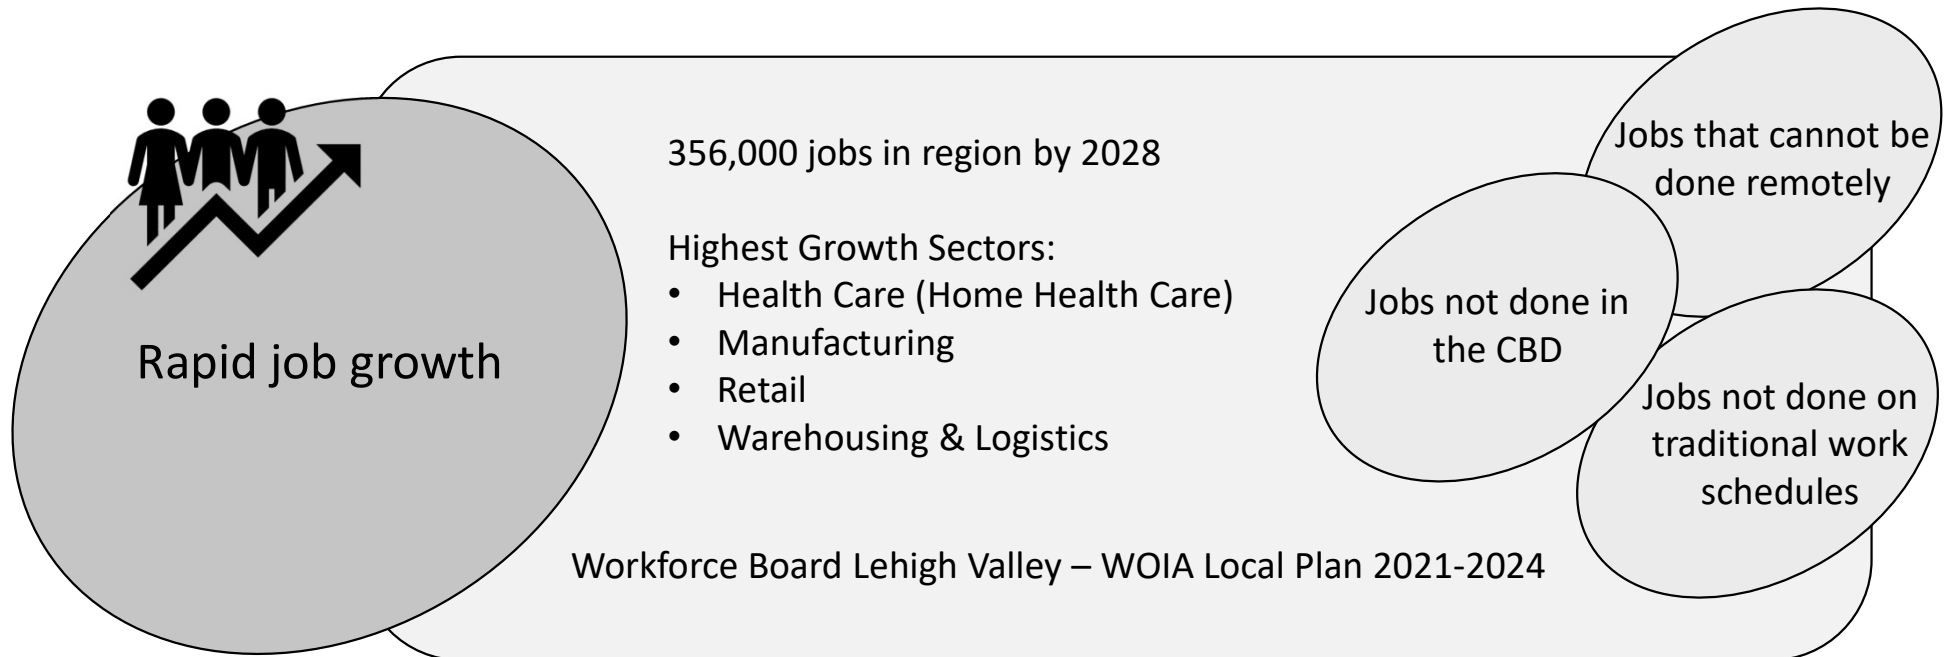 Rapid job growth
356,000 jobs in region by 2028
Highest Growth Sectors:
• Health Care (Home Health Care)
• Manufacturing
• Retail
• Warehousing & Logistics
Workforce Board Lehigh Valley – WOIA Local Plan 2021-2024
Jobs that cannot be
done remotely
Jobs not done in
the CBD
Jobs not done on
traditional work
schedules